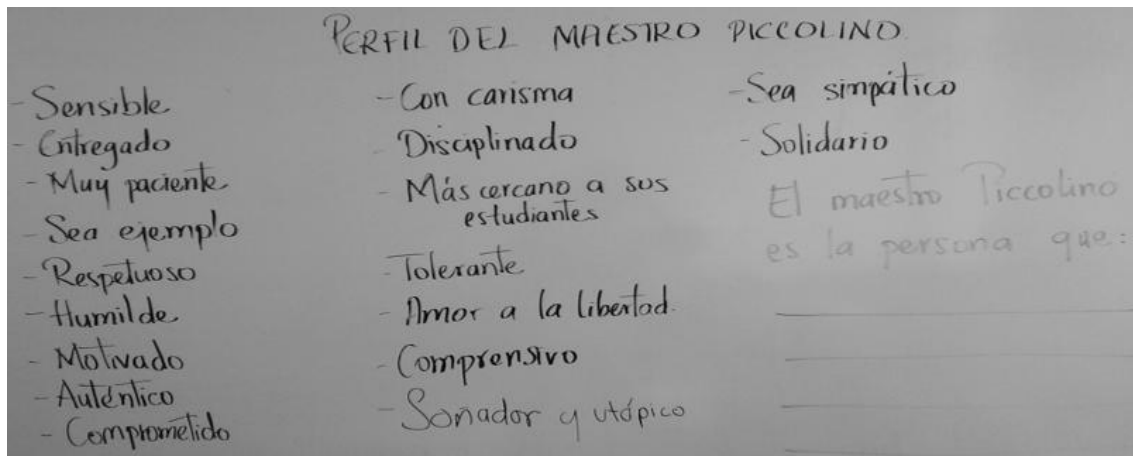 PERFIL DEL MAESTRO PICCOLINO.
- Sensible
- Entregado
- Muy paciente
- Sea ejemplo
- Respetuoso
- Humilde
- Motivado
- Auténtico
- Comprometido
- Con carisma
- Disciplinado
- Más cercano a sus
estudiantes
- Tolerante
- Amor a la libertad.
- Comprensivo
- Soñador y utópico
- Sea simpático
- Solidario
El maestro Piccolino
es la persona que: